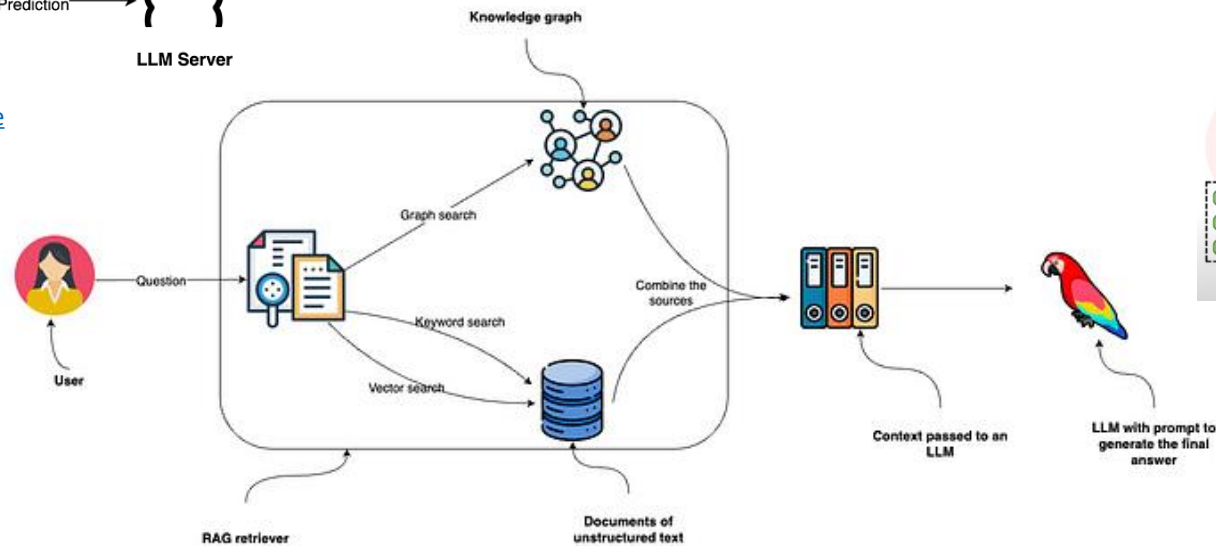 Prediction
LLM Server
e
Knowledge graph
Graph search
Question
Keyword search
Vector search
Combine the
sources
User
Context passed to an
LLM
LLM with prompt to
generate the final
answer
RAG retriever
Documents of
unstructured text